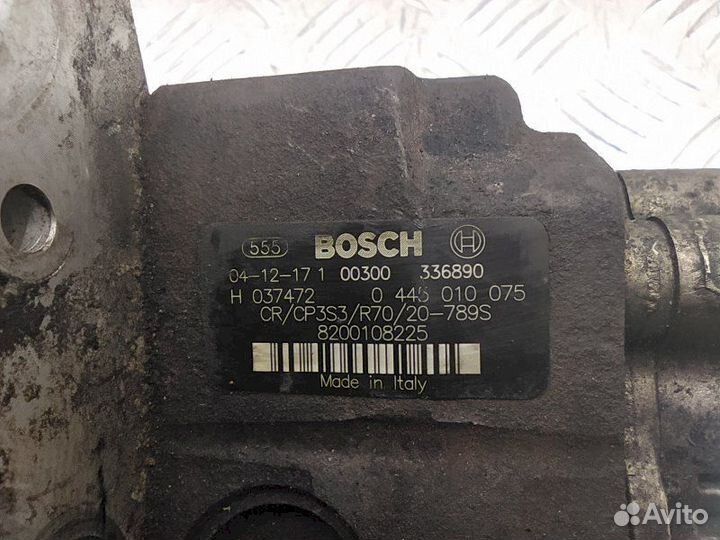 555 BOSCH
04-12-17 1 00300 336890
H 037472 0 445 010 075
CR/CP3S3/R70/20-789S
8200108225
Made in Italy
Avito